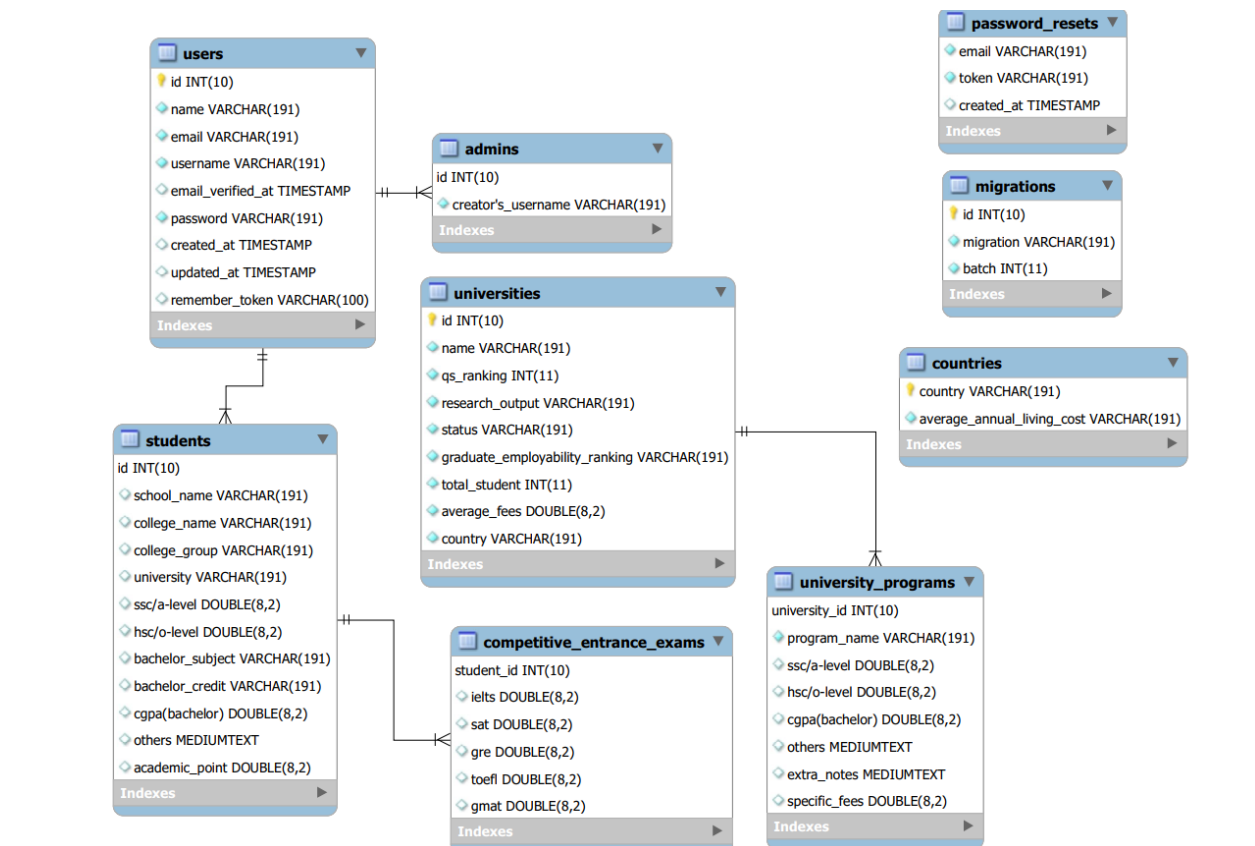 users
id INT(10)
name VARCHAR(191)
email VARCHAR(191)
username VARCHAR(191)
email_verified_at TIMESTAMP
password VARCHAR(191)
created_at TIMESTAMP
updated_at TIMESTAMP
remember_token VARCHAR(100)
Indexes
admins
id INT(10)
creator's_username VARCHAR(191)
Indexes
password_resets
email VARCHAR(191)
token VARCHAR(191)
created_at TIMESTAMP
Indexes
migrations
id INT(10)
migration VARCHAR(191)
batch INT(11)
Indexes
universities
id INT(10)
name VARCHAR(191)
qs_ranking INT(11)
research_output VARCHAR(191)
status VARCHAR(191)
graduate_employability_ranking VARCHAR(191)
total_student INT(11)
average_fees DOUBLE(8,2)
country VARCHAR(191)
Indexes
countries
country VARCHAR(191)
average_annual_living_cost VARCHAR(191)
Indexes
students
id INT(10)
school_name VARCHAR(191)
college_name VARCHAR(191)
college_group VARCHAR(191)
university VARCHAR(191)
ssc/a-level DOUBLE(8,2)
hsc/o-level DOUBLE(8,2)
bachelor_subject VARCHAR(191)
bachelor_credit VARCHAR(191)
cgpa(bachelor) DOUBLE(8,2)
others MEDIUMTEXT
academic_point DOUBLE(8,2)
Indexes
competitive_entrance_exams
student_id INT(10)
ielts DOUBLE(8,2)
sat DOUBLE(8,2)
gre DOUBLE(8,2)
toefl DOUBLE(8,2)
gmat DOUBLE(8,2)
Indexes
university_programs
university_id INT(10)
program_name VARCHAR(191)
ssc/a-level DOUBLE(8,2)
hsc/o-level DOUBLE(8,2)
cgpa(bachelor) DOUBLE(8,2)
others MEDIUMTEXT
extra_notes MEDIUMTEXT
specific_fees DOUBLE(8,2)
Indexes